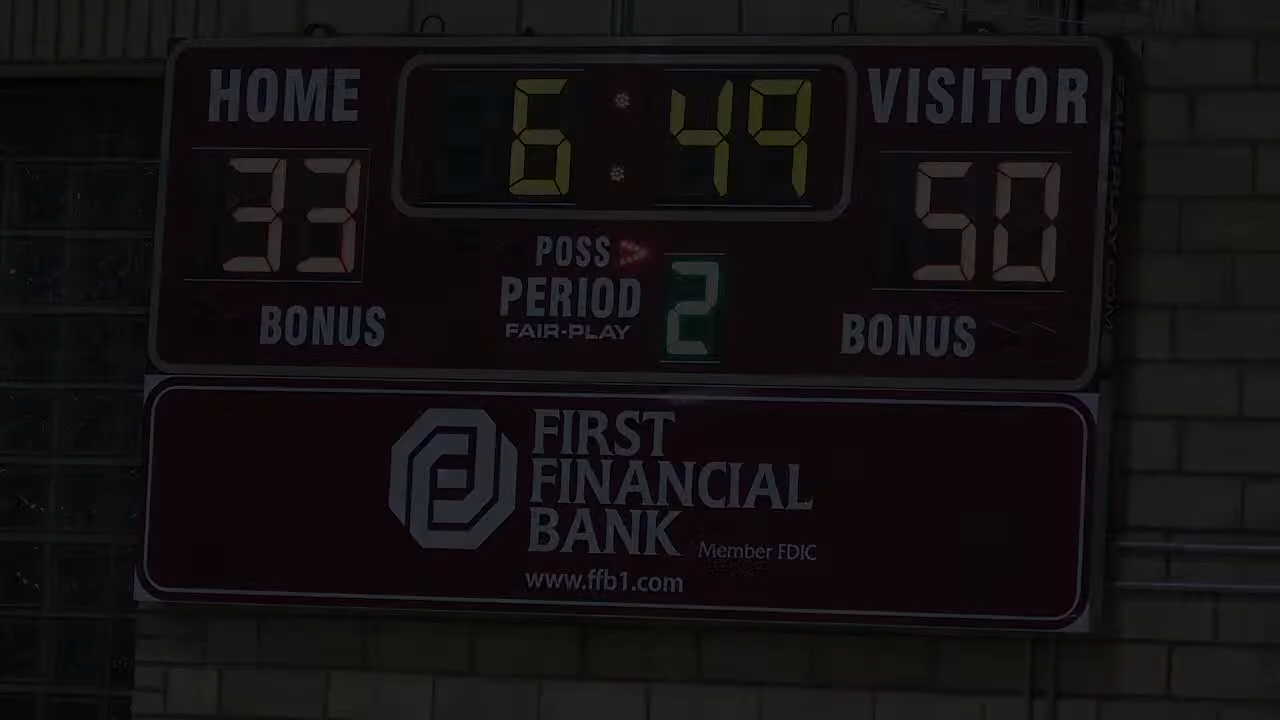 HOME
6:49
VISITOR
33
50
POSS >
PERIOD 2
FAIR-PLAY
BONUS
BONUS
FIRST
FINANCIAL
BANK
Member FDIC
www.ffb1.com